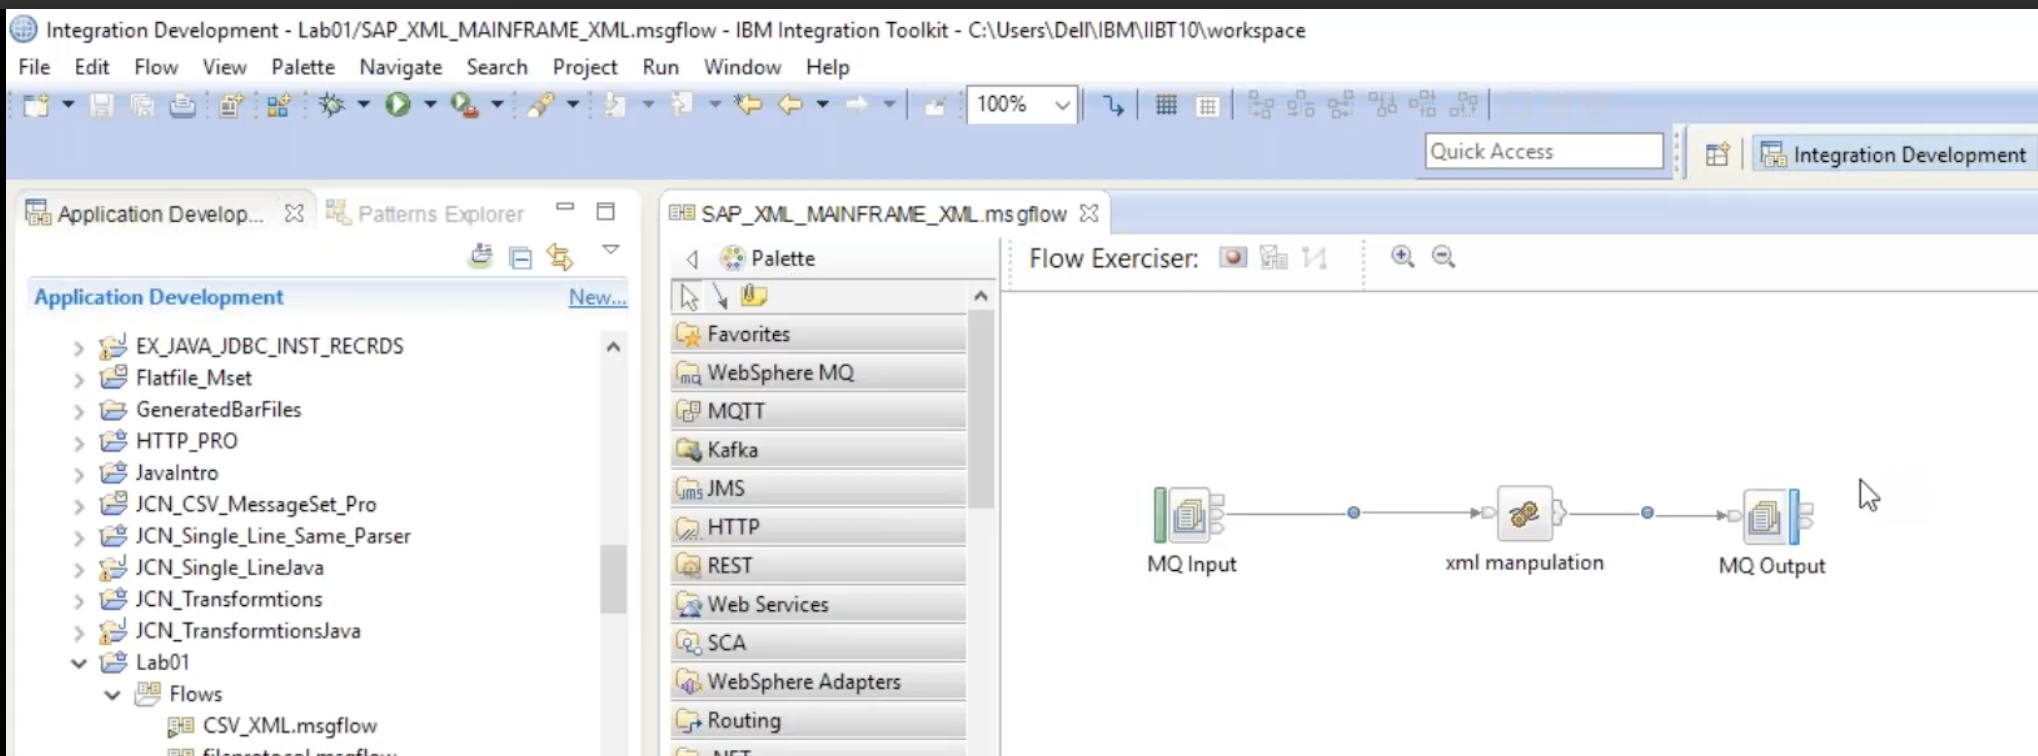 Integration Development - Lab01/SAP_XML_MAINFRAME_XML.msgflow - IBM Integration Toolkit - C:\Users\Dell\IBM\IIBT10\workspace
File Edit Flow View Palette Navigate Search Project Run Window Help
100%
Quick Access
Integration Development
Application Develop...
Patterns Explorer
Application Development
New...
EX_JAVA_JDBC_INST_RECRDS
Flatfile_Mset
GeneratedBarFiles
HTTP_PRO
JavaIntro
JCN_CSV_MessageSet_Pro
JCN_Single_Line_Same_Parser
JCN_Single_LineJava
JCN_Transformtions
JCN_TransformtionsJava
Lab01
Flows
CSV_XML.msgflow
fileprotocol.msgflow
SAP_XML_MAINFRAME_XML.msgflow
Palette
Favorites
WebSphere MQ
MQTT
Kafka
JMS
HTTP
REST
Web Services
SCA
WebSphere Adapters
Routing
.NET
Flow Exerciser:
MQ Input
xml manpulation
MQ Output